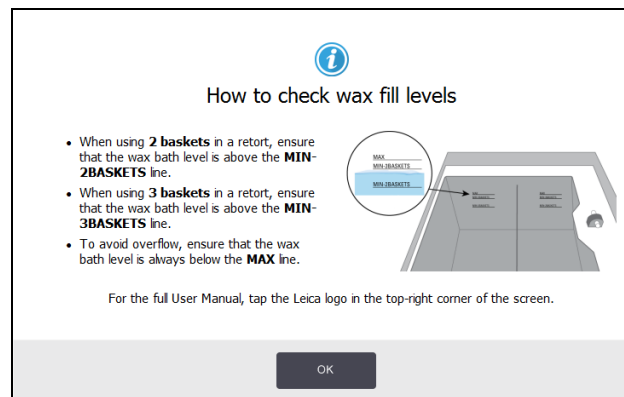 How to check wax fill levels
• When using 2 baskets in a retort, ensure
that the wax bath level is above the MIN-
2BASKETS line.
• When using 3 baskets in a retort, ensure
that the wax bath level is above the MIN-
3BASKETS line.
• To avoid overflow, ensure that the wax
bath level is always below the MAX line.
MAX
MIN-3BASKETS
MIN-2BASKETS
For the full User Manual, tap the Leica logo in the top-right corner of the screen.
OK